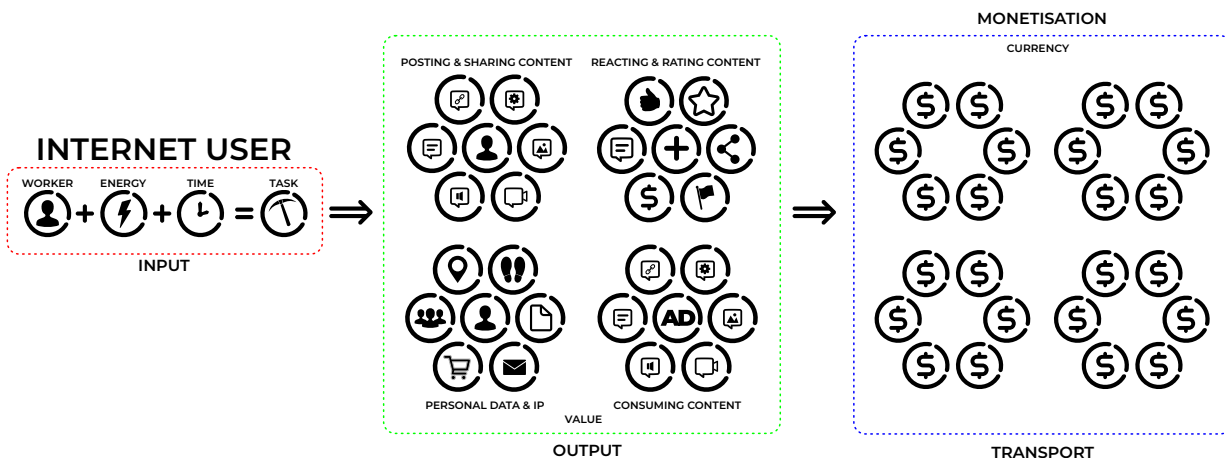 MONETISATION
CURRENCY
POSTING & SHARING CONTENT
REACTING & RATING CONTENT
INTERNET USER
WORKER
ENERGY
TIME
TASK
+ + =
INPUT
AD
PERSONAL DATA & IP
CONSUMING CONTENT
VALUE
OUTPUT
TRANSPORT